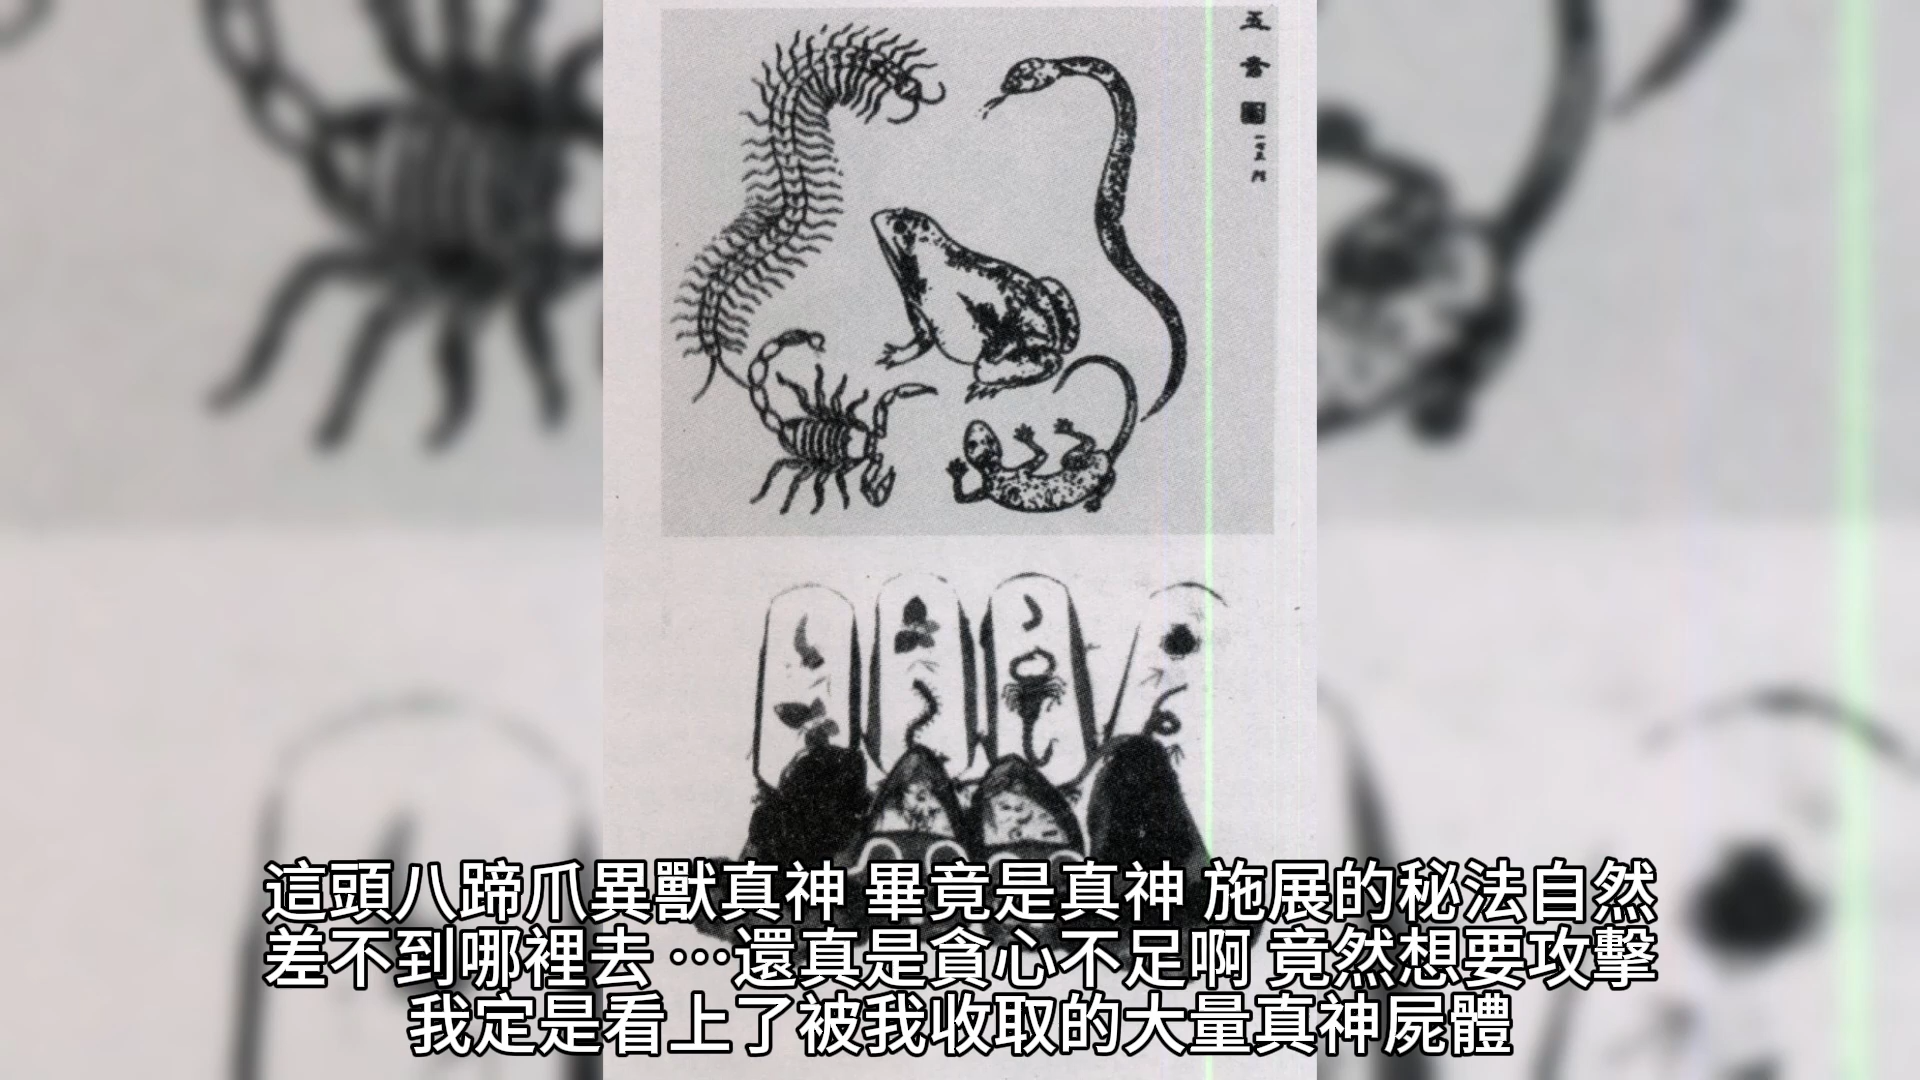 這頭八蹄爪異獸真神 畢竟是真神 施展的秘法自然
差不到哪裡去 …還真是貪心不足啊 竟然想要攻擊
我定是看上了被我收取的大量真神屍體